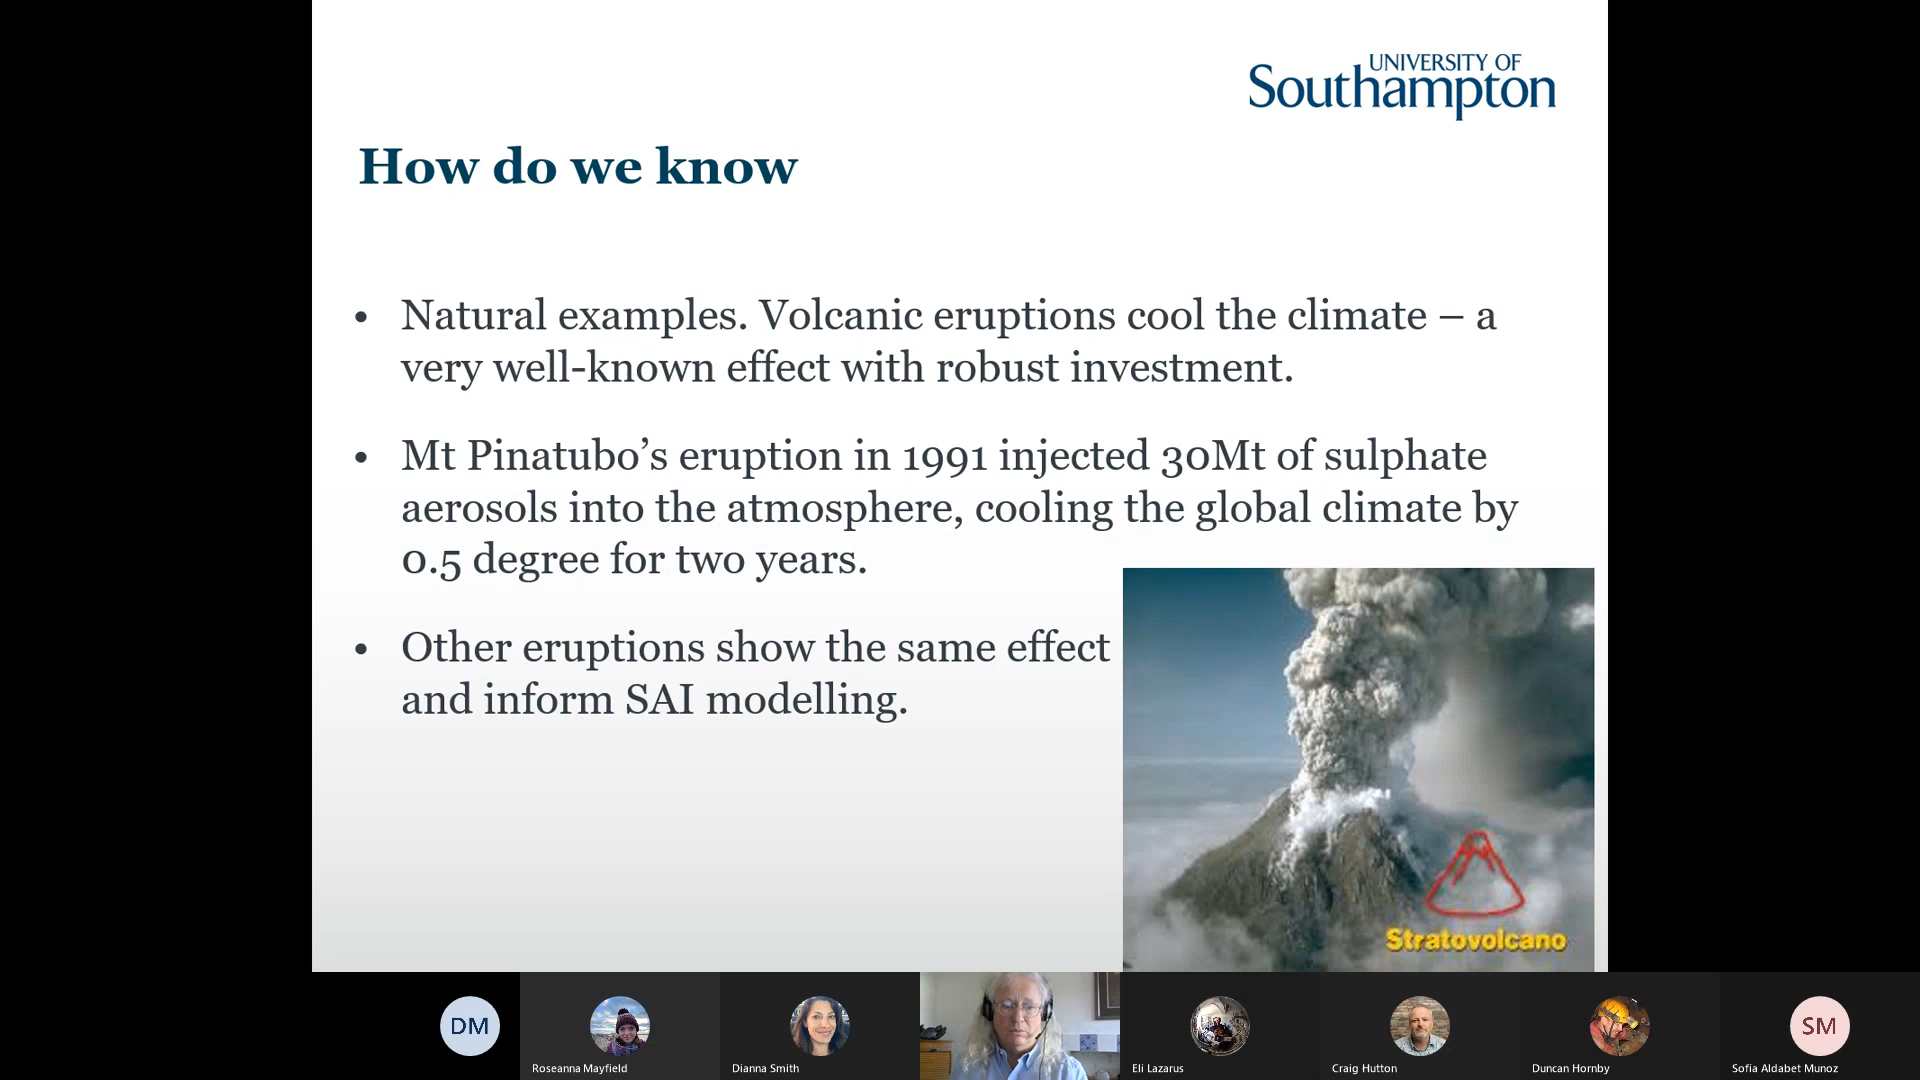 UNIVERSITY OF
Southampton
How do we know
• Natural examples. Volcanic eruptions cool the climate – a
very well-known effect with robust investment.
• Mt Pinatubo’s eruption in 1991 injected 30Mt of sulphate
aerosols into the atmosphere, cooling the global climate by
0.5 degree for two years.
• Other eruptions show the same effect
and inform SAI modelling.
Stratovolcano
DM
SM
Roseanna Mayfield
Dianna Smith
Eli Lazarus
Craig Hutton
Duncan Hornby
Sofia Aldabet Munoz